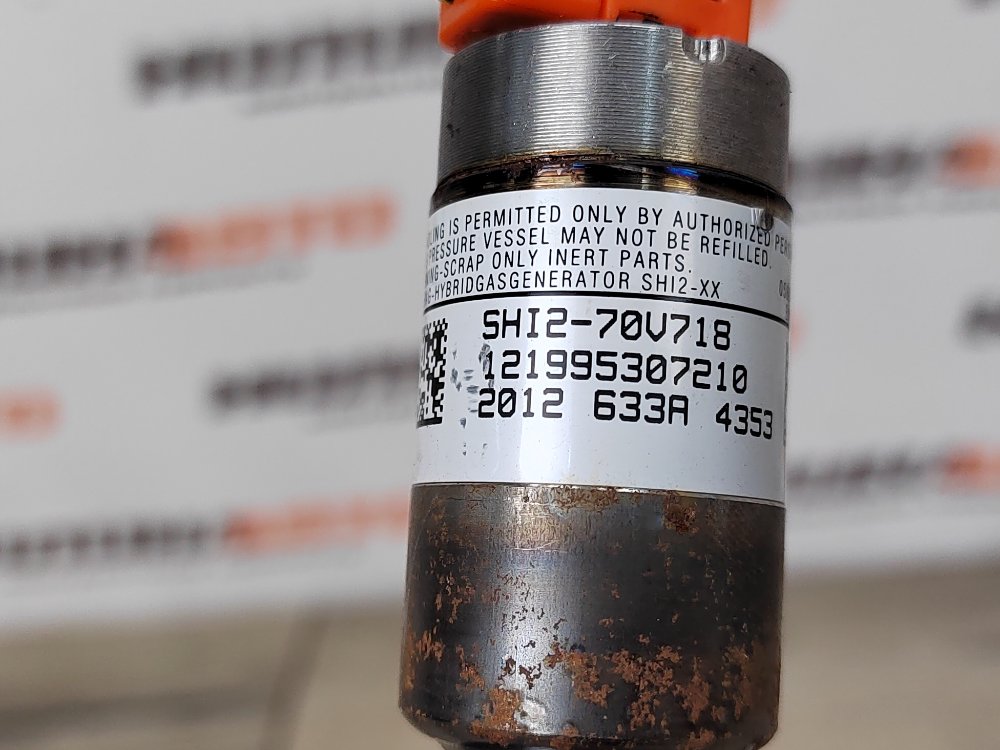 IS PERMITTED ONLY BY AUTHORIZED
PRESSURE VESSEL MAY NOT BE REFILLED.
-SCRAP ONLY INERT PARTS.
-HYBRIDGASGENERATOR SHI2-XX
SHI2-70V718
121995307210
2012 633A 4353